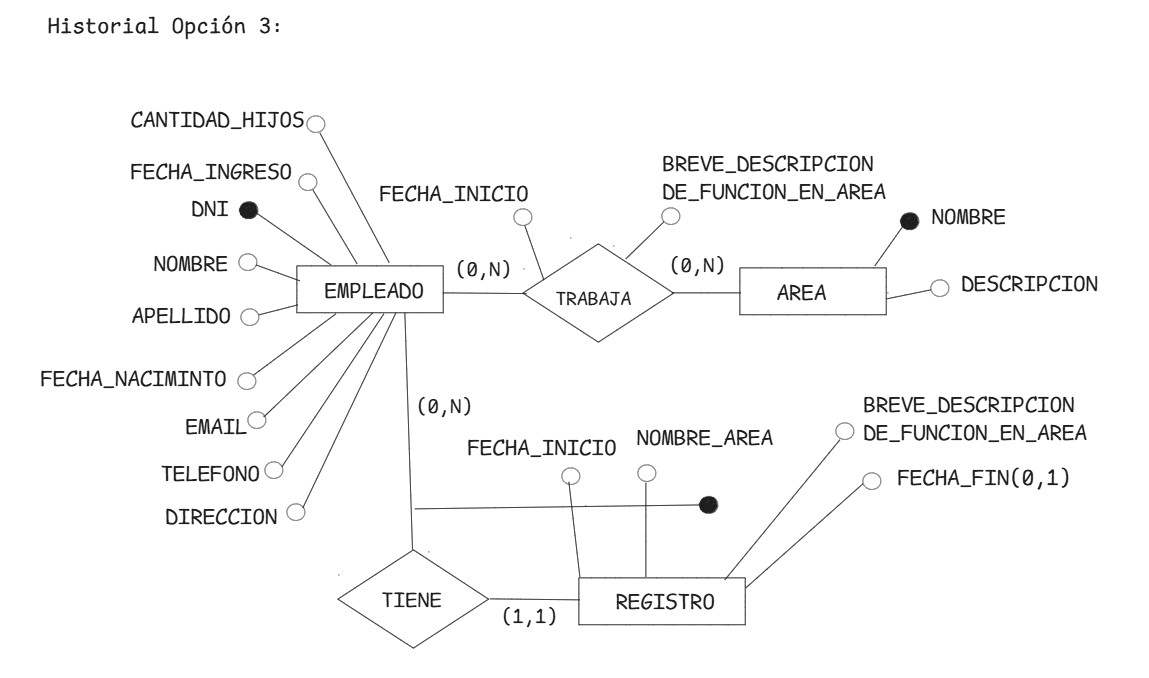 Historial Opción 3:
CANTIDAD_HIJOS
FECHA_INGRESO
DNI
NOMBRE
APELLIDO
FECHA_NACIMINTO
EMAIL
TELEFONO
DIRECCION
EMPLEADO
(0,N)
FECHA_INICIO
BREVE_DESCRIPCION
DE_FUNCION_EN_AREA
TRABAJA
(0,N)
AREA
NOMBRE
DESCRIPCION
(0,N)
TIENE
(1,1)
FECHA_INICIO
NOMBRE_AREA
BREVE_DESCRIPCION
DE_FUNCION_EN_AREA
FECHA_FIN(0,1)
REGISTRO